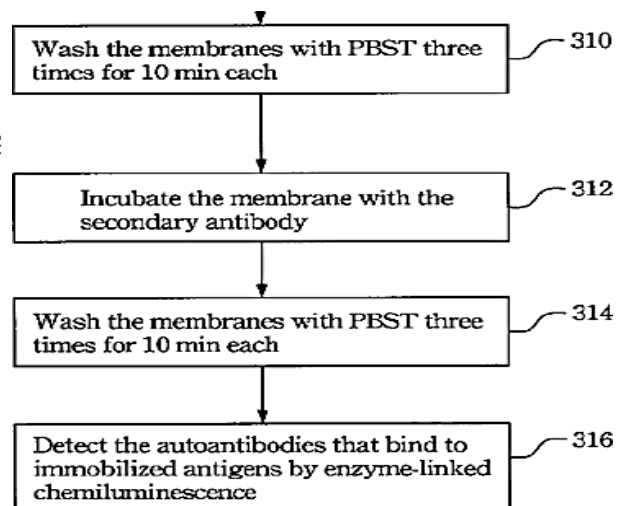 Wash the membranes with PBST three
times for 10 min each
310
Incubate the membrane with the
secondary antibody
312
Wash the membranes with PBST three
times for 10 min each
314
Detect the autoantibodies that bind to
immobilized antigens by enzyme-linked
chemiluminescence
316